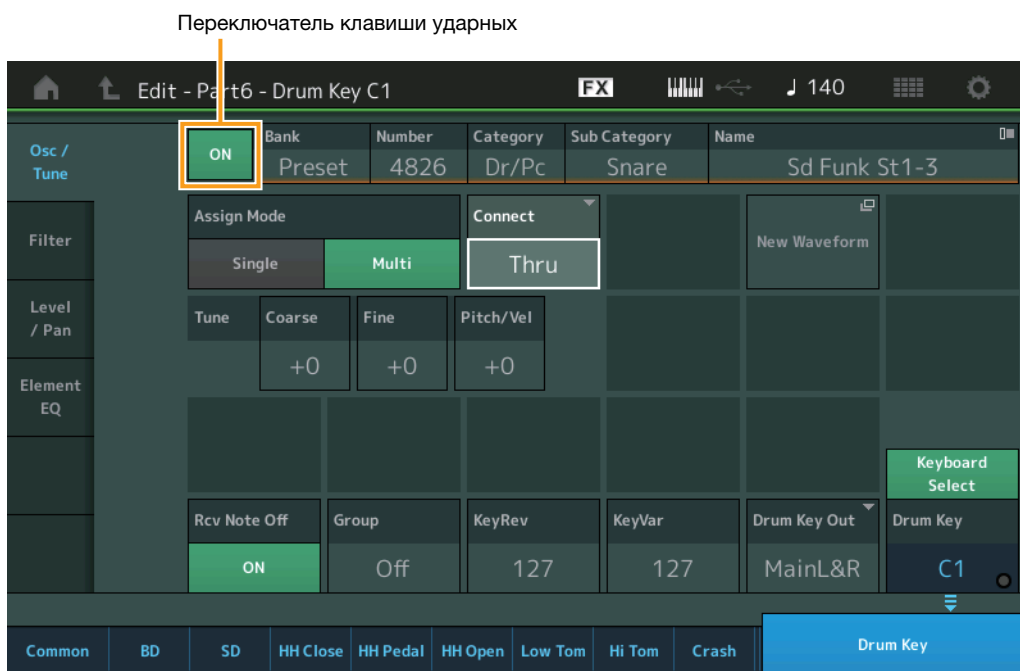 Переключатель клавиши ударных
Edit - Part6 - Drum Key C1
FX
140
Osc / Tune
ON
Bank
Preset
Number
4826
Category
Dr/Pc
Sub Category
Snare
Name
Sd Funk St1-3
Filter
Level / Pan
Element EQ
Assign Mode
Single
Multi
Connect
Thru
New Waveform
Tune
Coarse
+0
Fine
+0
Pitch/Vel
+0
Keyboard Select
Rcv Note Off
ON
Group
Off
KeyRev
127
KeyVar
127
Drum Key Out
MainL&R
Drum Key
C1
Common
BD
SD
HH Close
HH Pedal
HH Open
Low Tom
Hi Tom
Crash
Drum Key